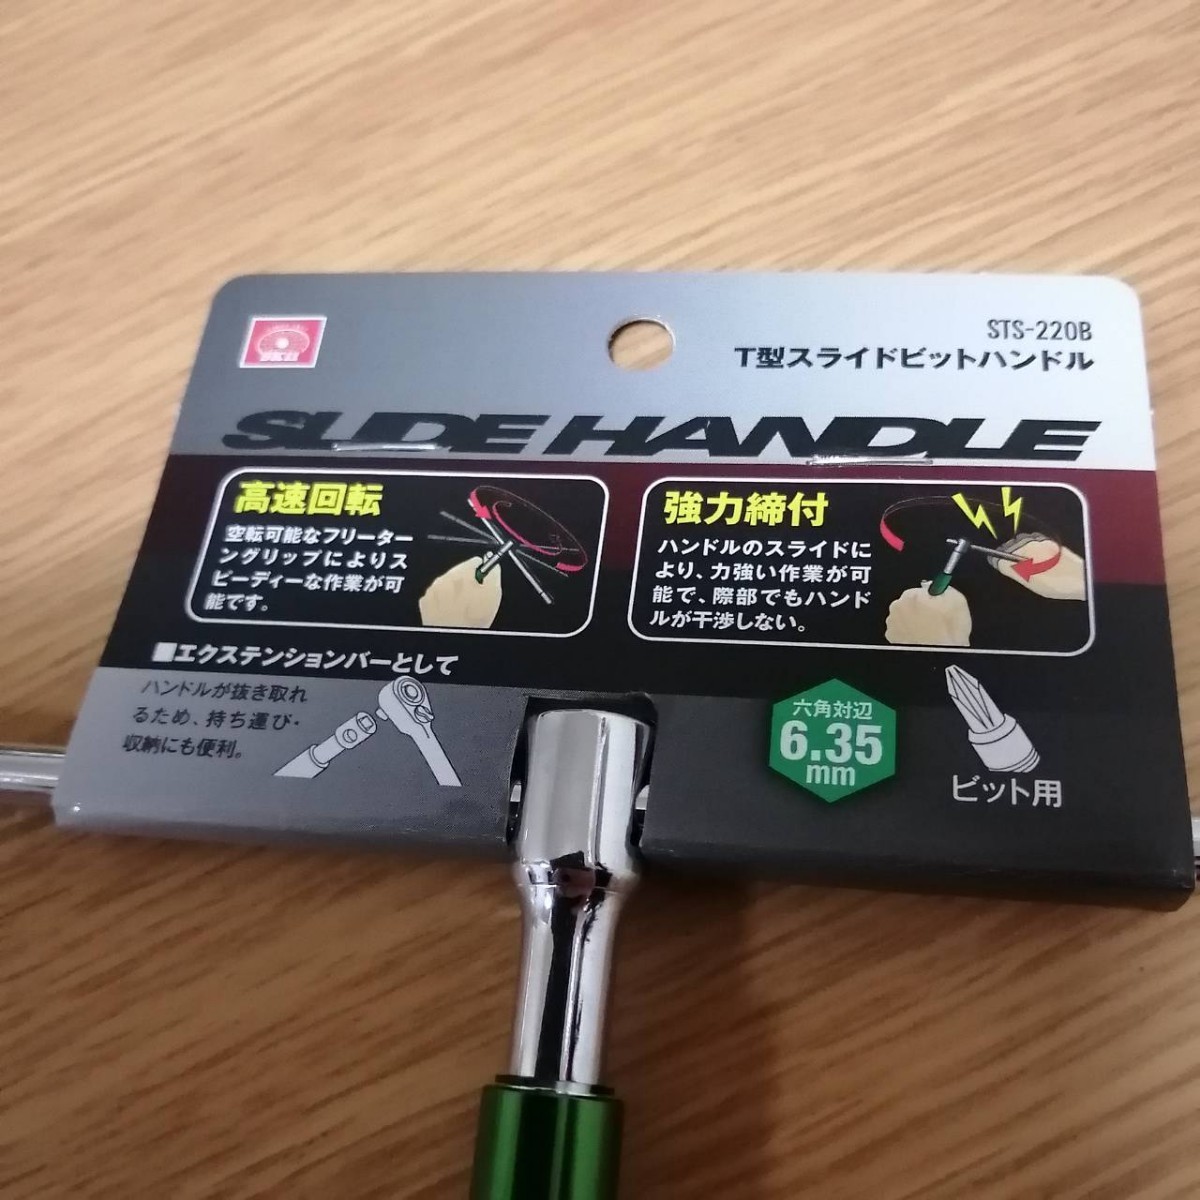 SK11
STS-220B
T型スライドビットハンドル
SLIDE HANDLE
高速回転
空転可能なフリーター
ングリップによりス
ピーディーな作業が可
能です。
強力締付
ハンドルのスライドに
より、力強い作業が可
能で、際部でもハンド
ルが干渉しない。
■エクステンションバーとして
ハンドルが抜き取れ
るため、持ち運び・
収納にも便利。
六角対辺
6.35
mm
ビット用